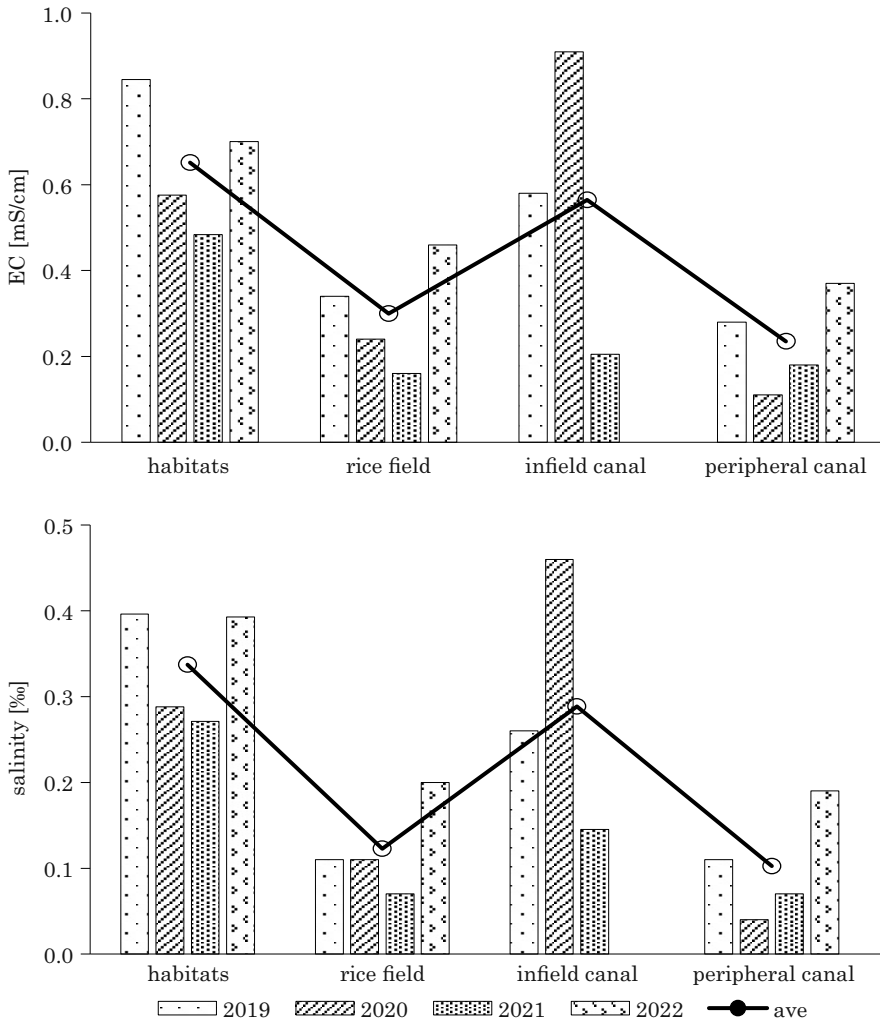 EC [mS/cm]
1.0
0.8
0.6
0.4
0.2
0.0
habitats rice field infield canal peripheral canal
salinity [‰]
0.5
0.4
0.3
0.2
0.1
0.0
habitats rice field infield canal peripheral canal
2019 2020 2021 2022 ave